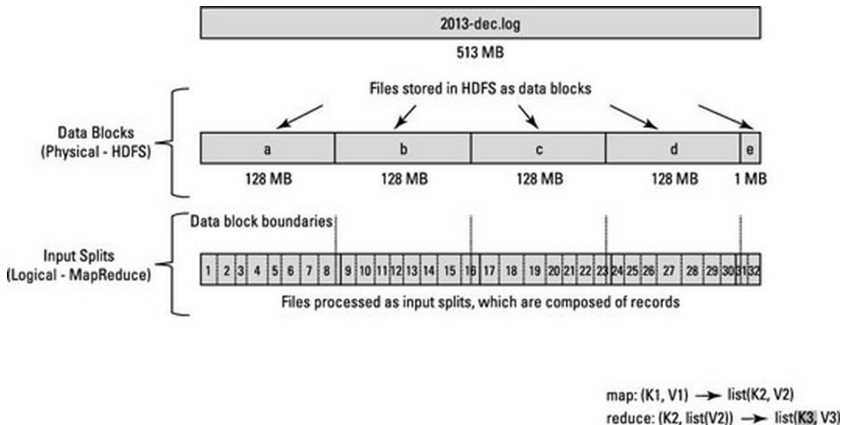 2013-dec.log
513 MB
Files stored in HDFS as data blocks
Data Blocks
(Physical - HDFS)
a b c d e
128 MB 128 MB 128 MB 128 MB 1 MB
Data block boundaries
Input Splits
(Logical - MapReduce)
1 2 3 4 5 6 7 8 9 10 11 12 13 14 15 16 17 18 19 20 21 22 23 24 25 26 27 28 29 30 31 32
Files processed as input splits, which are composed of records
map: (K1, V1) → list(K2, V2)
reduce: (K2, list(V2)) → list(K3, V3)